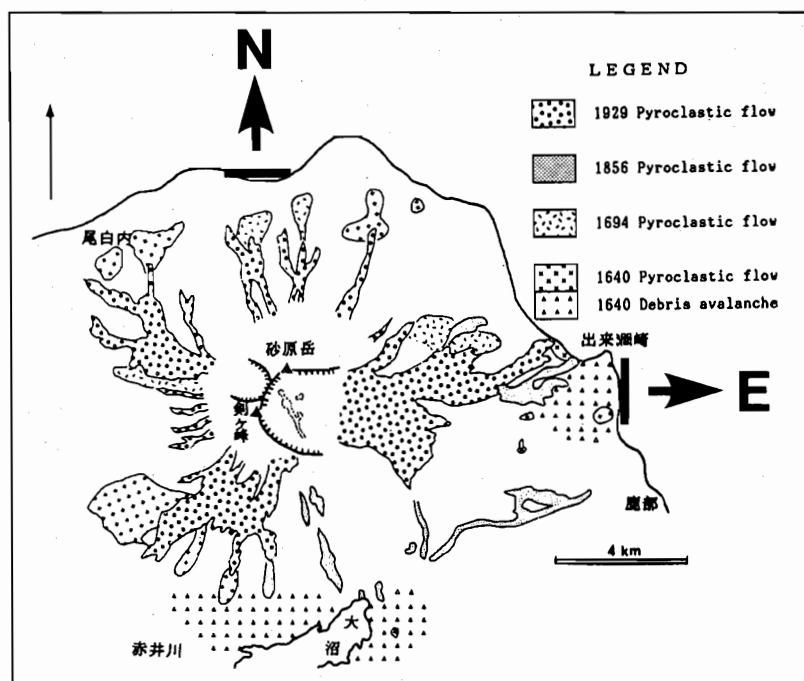 N
LEGEND
1929 Pyroclastic flow
1856 Pyroclastic flow
1694 Pyroclastic flow
1640 Pyroclastic flow
1640 Debris avalanche
尾白内
砂原岳
出来澗崎
剣ヶ峰
E
鹿部
4 km
赤井川
大沼